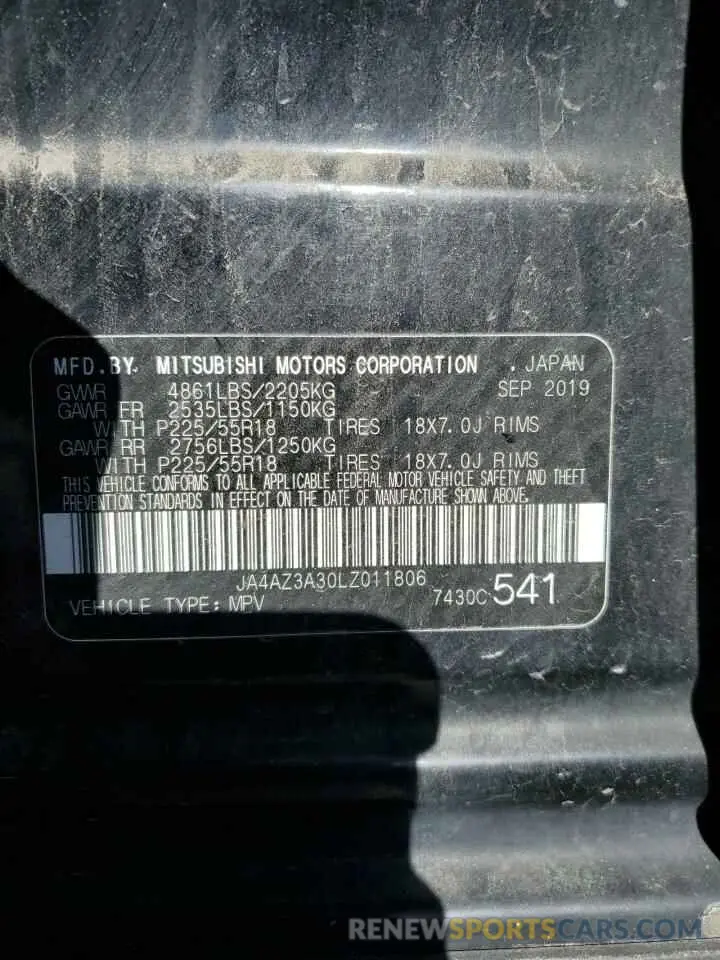 MFD.BY. MITSUBISHI MOTORS CORPORATION . JAPAN
GVWR 4861LBS/2205KG SEP 2019
GAWR FR 2535LBS/1150KG
WITH P225/55R18 TIRES 18X7.0J RIMS
GAWR RR 2756LBS/1250KG
WITH P225/55R18 TIRES 18X7.0J RIMS
THIS VEHICLE CONFORMS TO ALL APPLICABLE FEDERAL MOTOR VEHICLE SAFETY AND THEFT
PREVENTION STANDARDS IN EFFECT ON THE DATE OF MANUFACTURE SHOWN ABOVE.
JA4AZ3A30LZ011806
VEHICLE TYPE: MPV 7430C 541
RENEWSPORTSCARS.COM